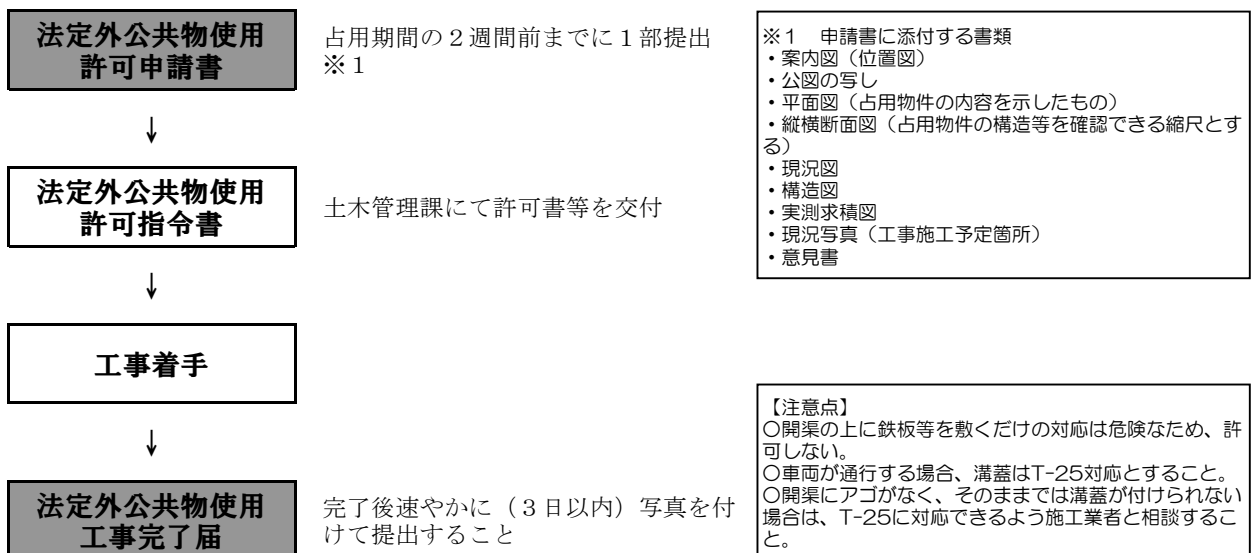 法定外公共物使用
許可申請書
占用期間の２週間前までに１部提出
※１
↓
法定外公共物使用
許可指令書
土木管理課にて許可書等を交付
↓
工事着手
↓
法定外公共物使用
工事完了届
完了後速やかに（３日以内）写真を付
けて提出すること
※１　申請書に添付する書類
・案内図（位置図）
・公図の写し
・平面図（占用物件の内容を示したもの）
・縦横断面図（占用物件の構造等を確認できる縮尺とす
る）
・現況図
・構造図
・実測求積図
・現況写真（工事施工予定箇所）
・意見書
【注意点】
〇開渠の上に鉄板等を敷くだけの対応は危険なため、許
可しない。
〇車両が通行する場合、溝蓋はT-25対応とすること。
〇開渠にアゴがなく、そのままでは溝蓋が付けられない
場合は、T-25に対応できるよう施工業者と相談するこ
と。